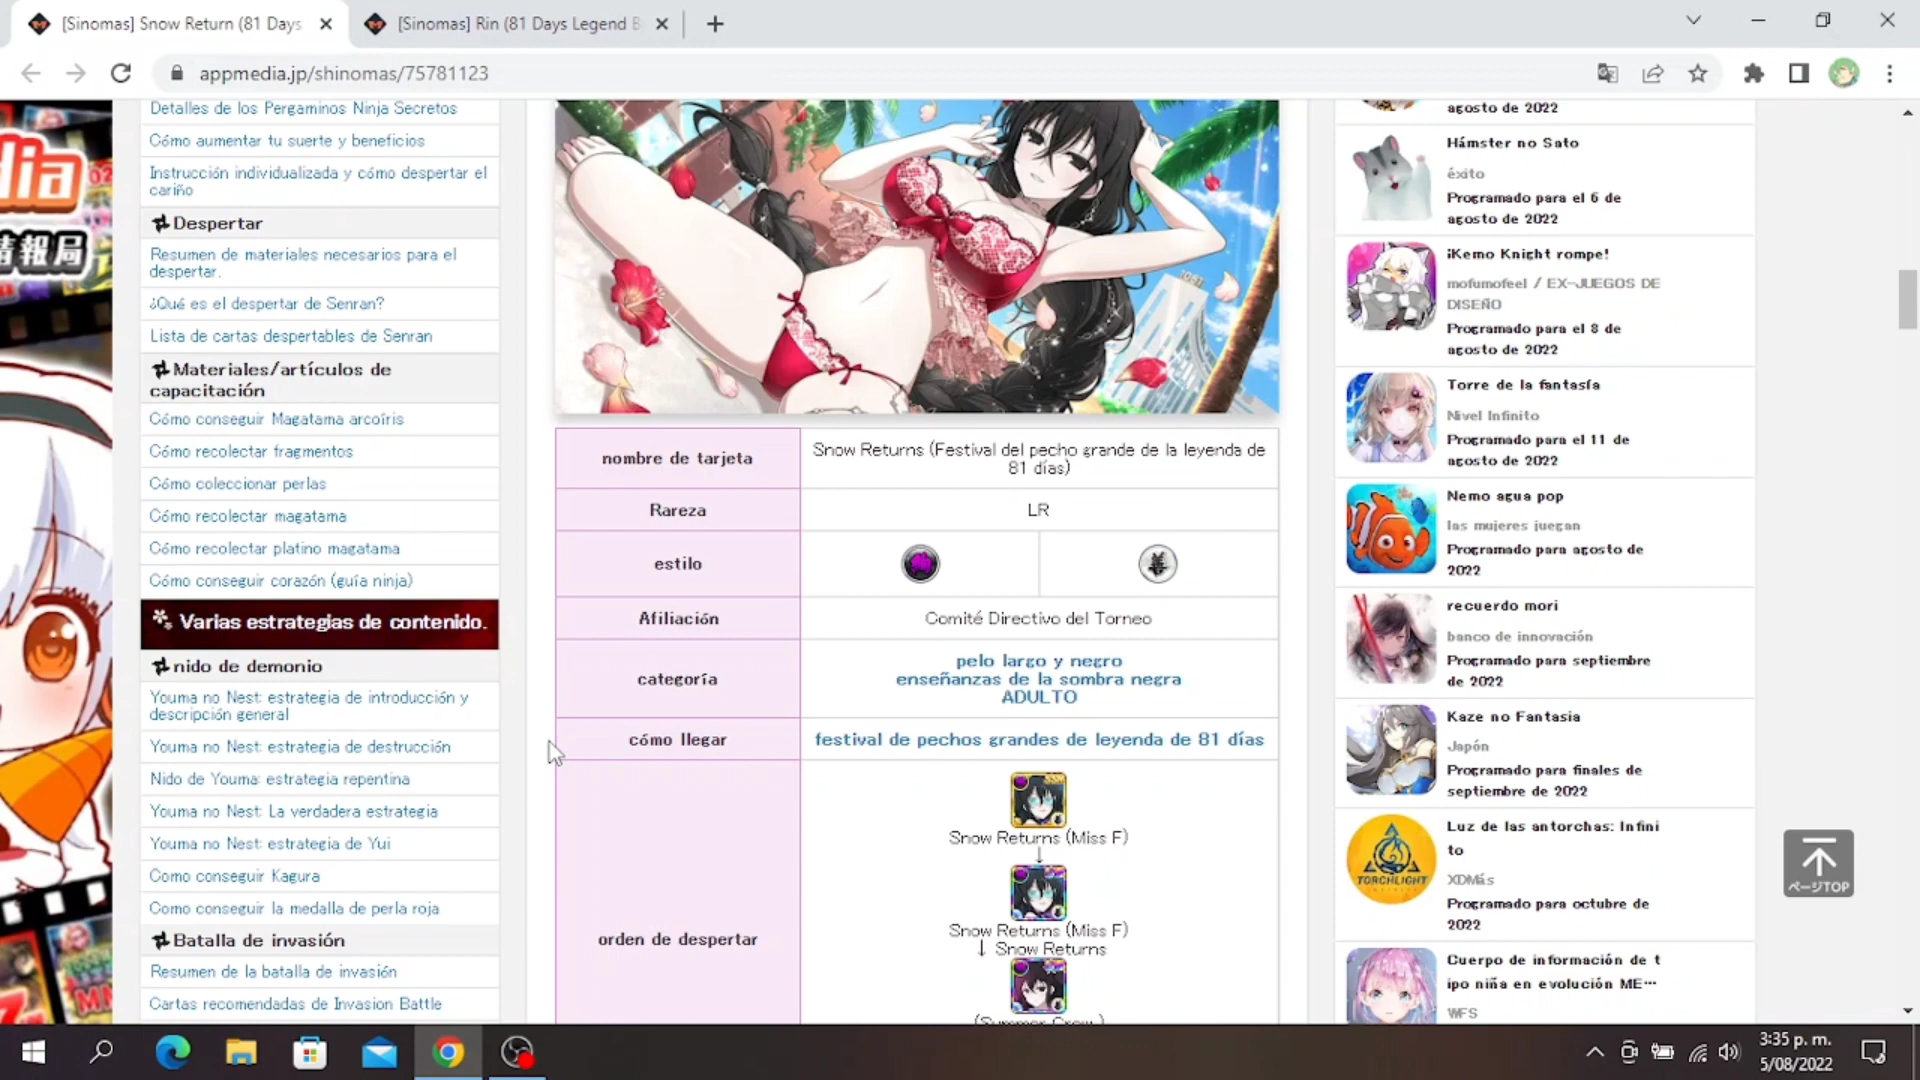 [Sinomas] Snow Return (81 Days
[Sinomas] Rin (81 Days Legend B
appmedia.jp/shinomas/75781123
Detalles de los Pergaminos Ninja Secretos
Cómo aumentar tu suerte y beneficios
Instrucción individualizada y cómo despertar el
cariño
Despertar
Resumen de materiales necesarios para el
despertar.
¿Qué es el despertar de Senran?
Lista de cartas despertables de Senran
Materiales/artículos de
capacitación
Cómo conseguir Magatama arcoíris
Cómo recolectar fragmentos
Cómo coleccionar perlas
Cómo recolectar magatama
Cómo recolectar platino magatama
Cómo conseguir corazón (guía ninja)
Varias estrategias de contenido.
nido de demonio
Youma no Nest: estrategia de introducción y
descripción general
Youma no Nest: estrategia de destrucción
Nido de Youma: estrategia repentina
Youma no Nest: La verdadera estrategia
Youma no Nest: estrategia de Yui
Como conseguir Kagura
Como conseguir la medalla de perla roja
Batalla de invasión
Resumen de la batalla de invasión
Cartas recomendadas de Invasion Battle
dia
情報局
nombre de tarjeta
Snow Returns (Festival del pecho grande de la leyenda de
81 días)
Rareza
LR
estilo
Afiliación
Comité Directivo del Torneo
categoría
pelo largo y negro
enseñanzas de la sombra negra
ADULTO
cómo llegar
festival de pechos grandes de leyenda de 81 días
orden de despertar
Snow Returns (Miss F)
↓
Snow Returns (Miss F)
↓ Snow Returns
(Summer Crow )
agosto de 2022
Hámster no Sato
éxito
Programado para el 6 de
agosto de 2022
¡Kemo Knight rompe!
mofumofeel / EX-JUEGOS DE
DISEÑO
Programado para el 8 de
agosto de 2022
Torre de la fantasía
Nivel Infinito
Programado para el 11 de
agosto de 2022
Nemo agua pop
las mujeres juegan
Programado para agosto de
2022
recuerdo mori
banco de innovación
Programado para septiembre
de 2022
Kaze no Fantasia
Japón
Programado para finales de
septiembre de 2022
Luz de las antorchas: Infini
to
XDMás
Programado para octubre de
2022
TORCHLIGHT
Cuerpo de información de t
ipo niña en evolución ME…
WFS
ページTOP
3:35 p. m.
5/08/2022